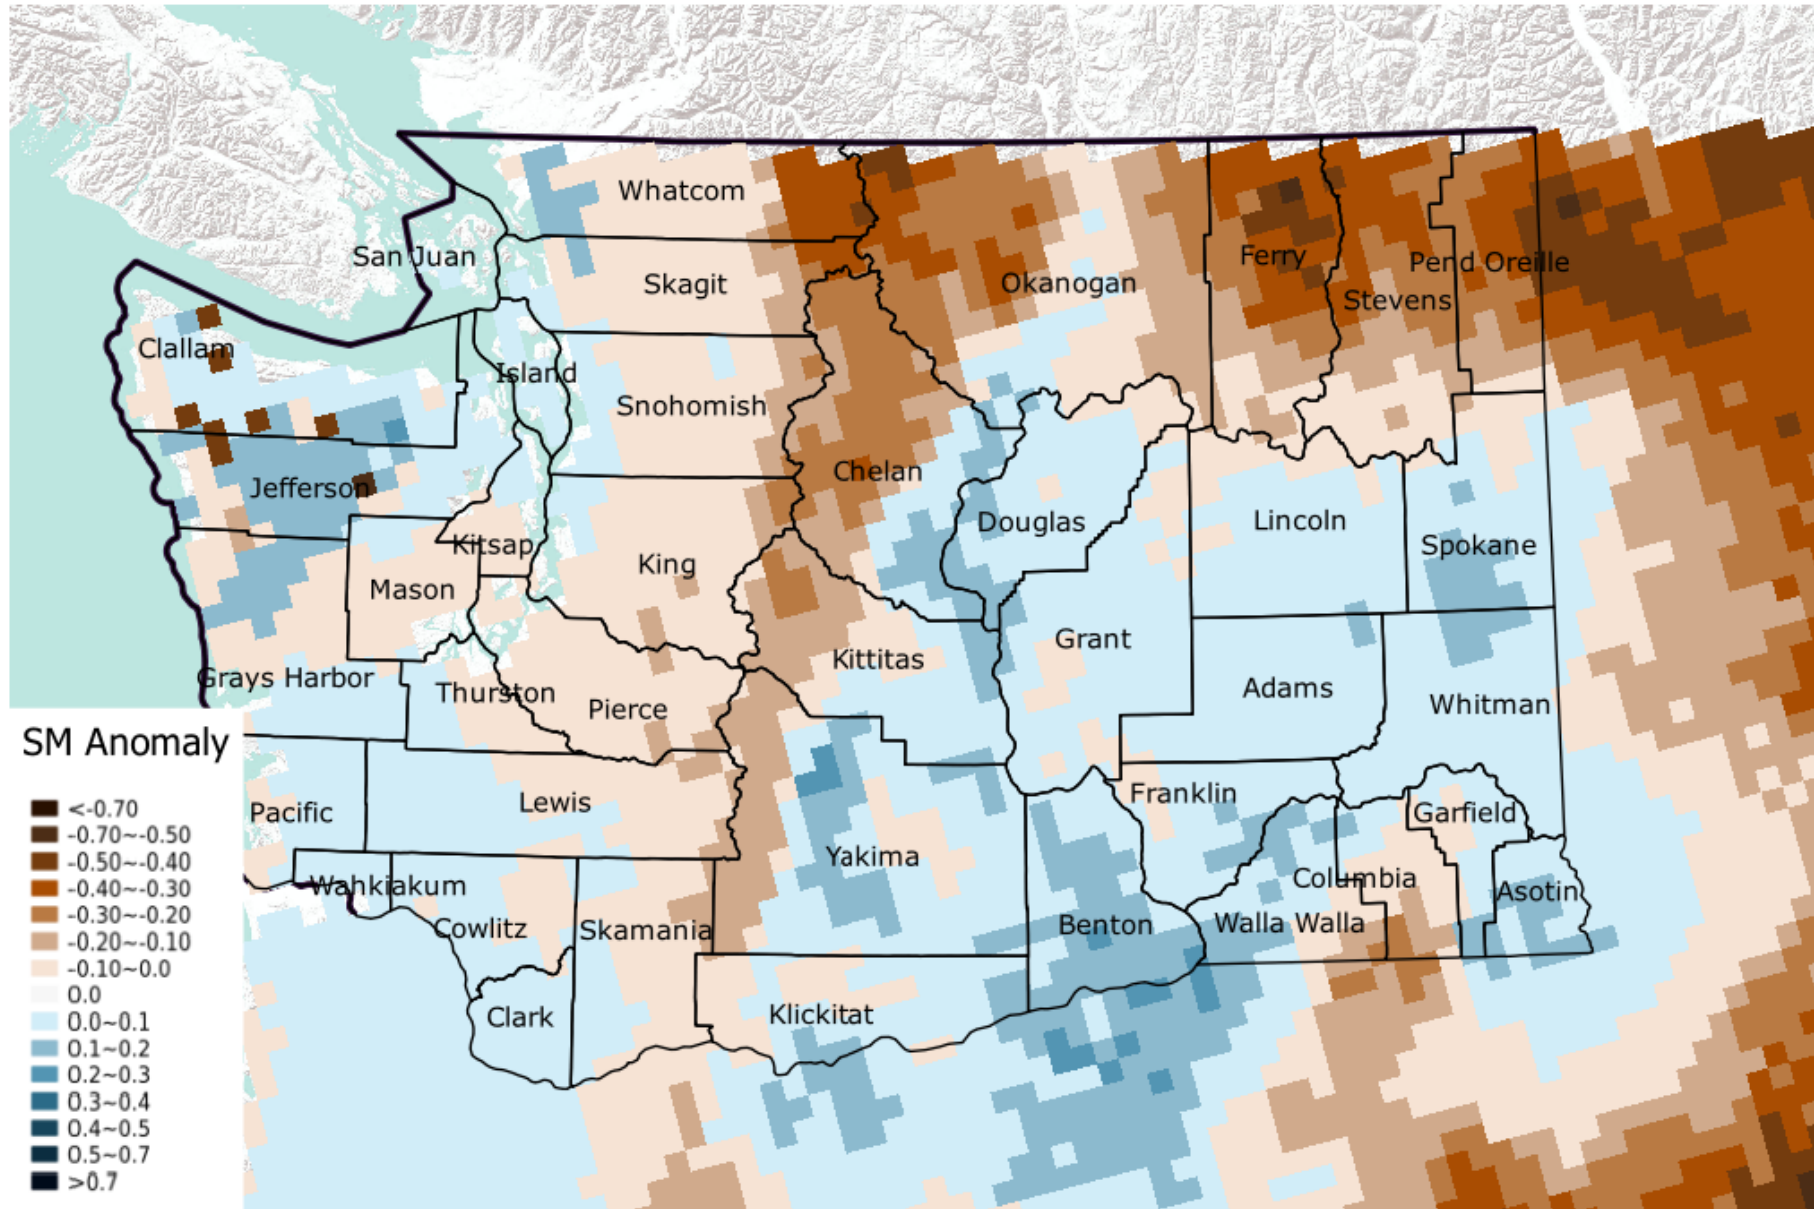 Whatcom
San Juan
Skagit
Okanogan
Ferry
Pend Oreille
Stevens
Clallam
Island
Snohomish
Chelan
Jefferson
Douglas
Lincoln
Kitsap
King
Spokane
Mason
Grant
Kittitas
Grays Harbor
Thurston
Pierce
Adams
Whitman
Pacific
Lewis
Franklin
Garfield
Yakima
Wahkiakum
Columbia
Asotin
Cowlitz
Skamania
Benton
Walla Walla
Clark
Klickitat
SM Anomaly
<-0.70
-0.70~-0.50
-0.50~-0.40
-0.40~-0.30
-0.30~-0.20
-0.20~-0.10
-0.10~0.0
0.0
0.0~0.1
0.1~0.2
0.2~0.3
0.3~0.4
0.4~0.5
0.5~0.7
>0.7